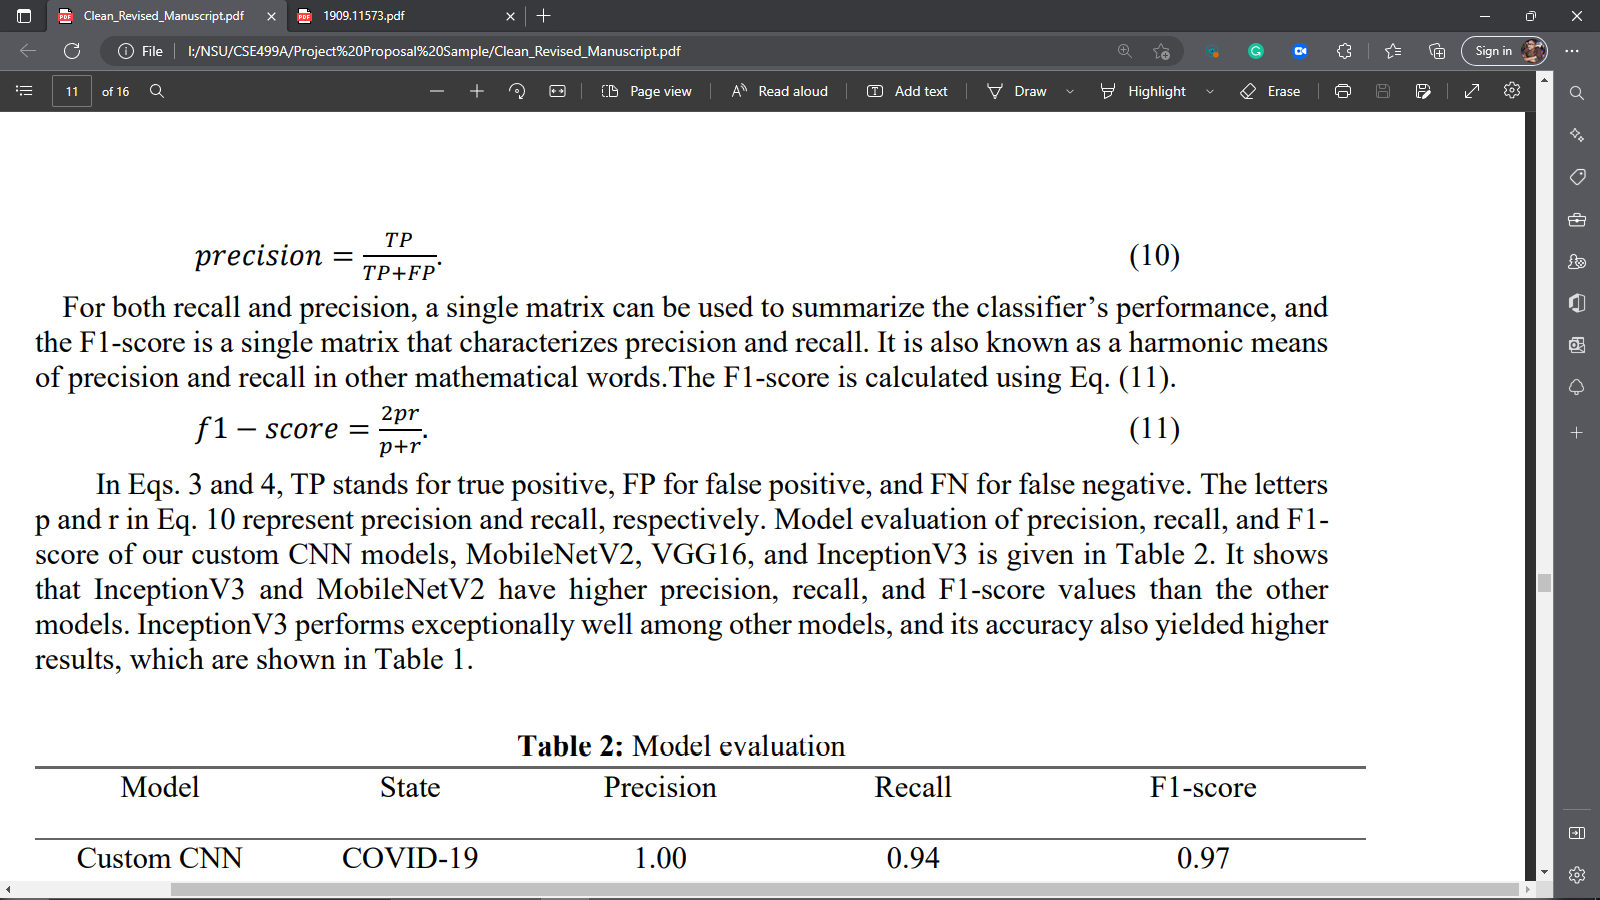 Clean_Revised_Manuscript.pdf
1909.11573.pdf
File
I:/NSU/CSE499A/Project%20Proposal%20Sample/Clean_Revised_Manuscript.pdf
Sign in
11 of 16
Page view
Read aloud
Add text
Draw
Highlight
Erase
precision = TP/TP+FP. (10)
For both recall and precision, a single matrix can be used to summarize the classifier’s performance, and
the F1-score is a single matrix that characterizes precision and recall. It is also known as a harmonic means
of precision and recall in other mathematical words.The F1-score is calculated using Eq. (11).
f1 − score = 2pr/p+r. (11)
In Eqs. 3 and 4, TP stands for true positive, FP for false positive, and FN for false negative. The letters
p and r in Eq. 10 represent precision and recall, respectively. Model evaluation of precision, recall, and F1-
score of our custom CNN models, MobileNetV2, VGG16, and InceptionV3 is given in Table 2. It shows
that InceptionV3 and MobileNetV2 have higher precision, recall, and F1-score values than the other
models. InceptionV3 performs exceptionally well among other models, and its accuracy also yielded higher
results, which are shown in Table 1.
Table 2: Model evaluation
Model State Precision Recall F1-score
Custom CNN COVID-19 1.00 0.94 0.97